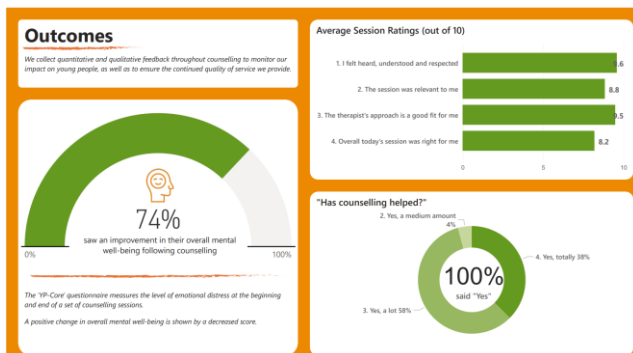 Outcomes
We collect quantitative and qualitative feedback throughout counselling to monitor our
impact on young people, as well as to ensure the continued quality of service we provide.
74%
saw an improvement in their overall mental
well-being following counselling
0%
100%
The 'YP-Core' questionnaire measures the level of emotional distress at the beginning
and end of a set of counselling sessions.
A positive change in overall mental well-being is shown by a decreased score.
Average Session Ratings (out of 10)
1. I felt heard, understood and respected
9.6
2. The session was relevant to me
8.8
3. The therapist's approach is a good fit for me
9.5
4. Overall today's session was right for me
8.2
0
5
10
"Has counselling helped?"
2. Yes, a medium amount
4%
4. Yes, totally 38%
100%
said "Yes"
3. Yes, a lot 58%